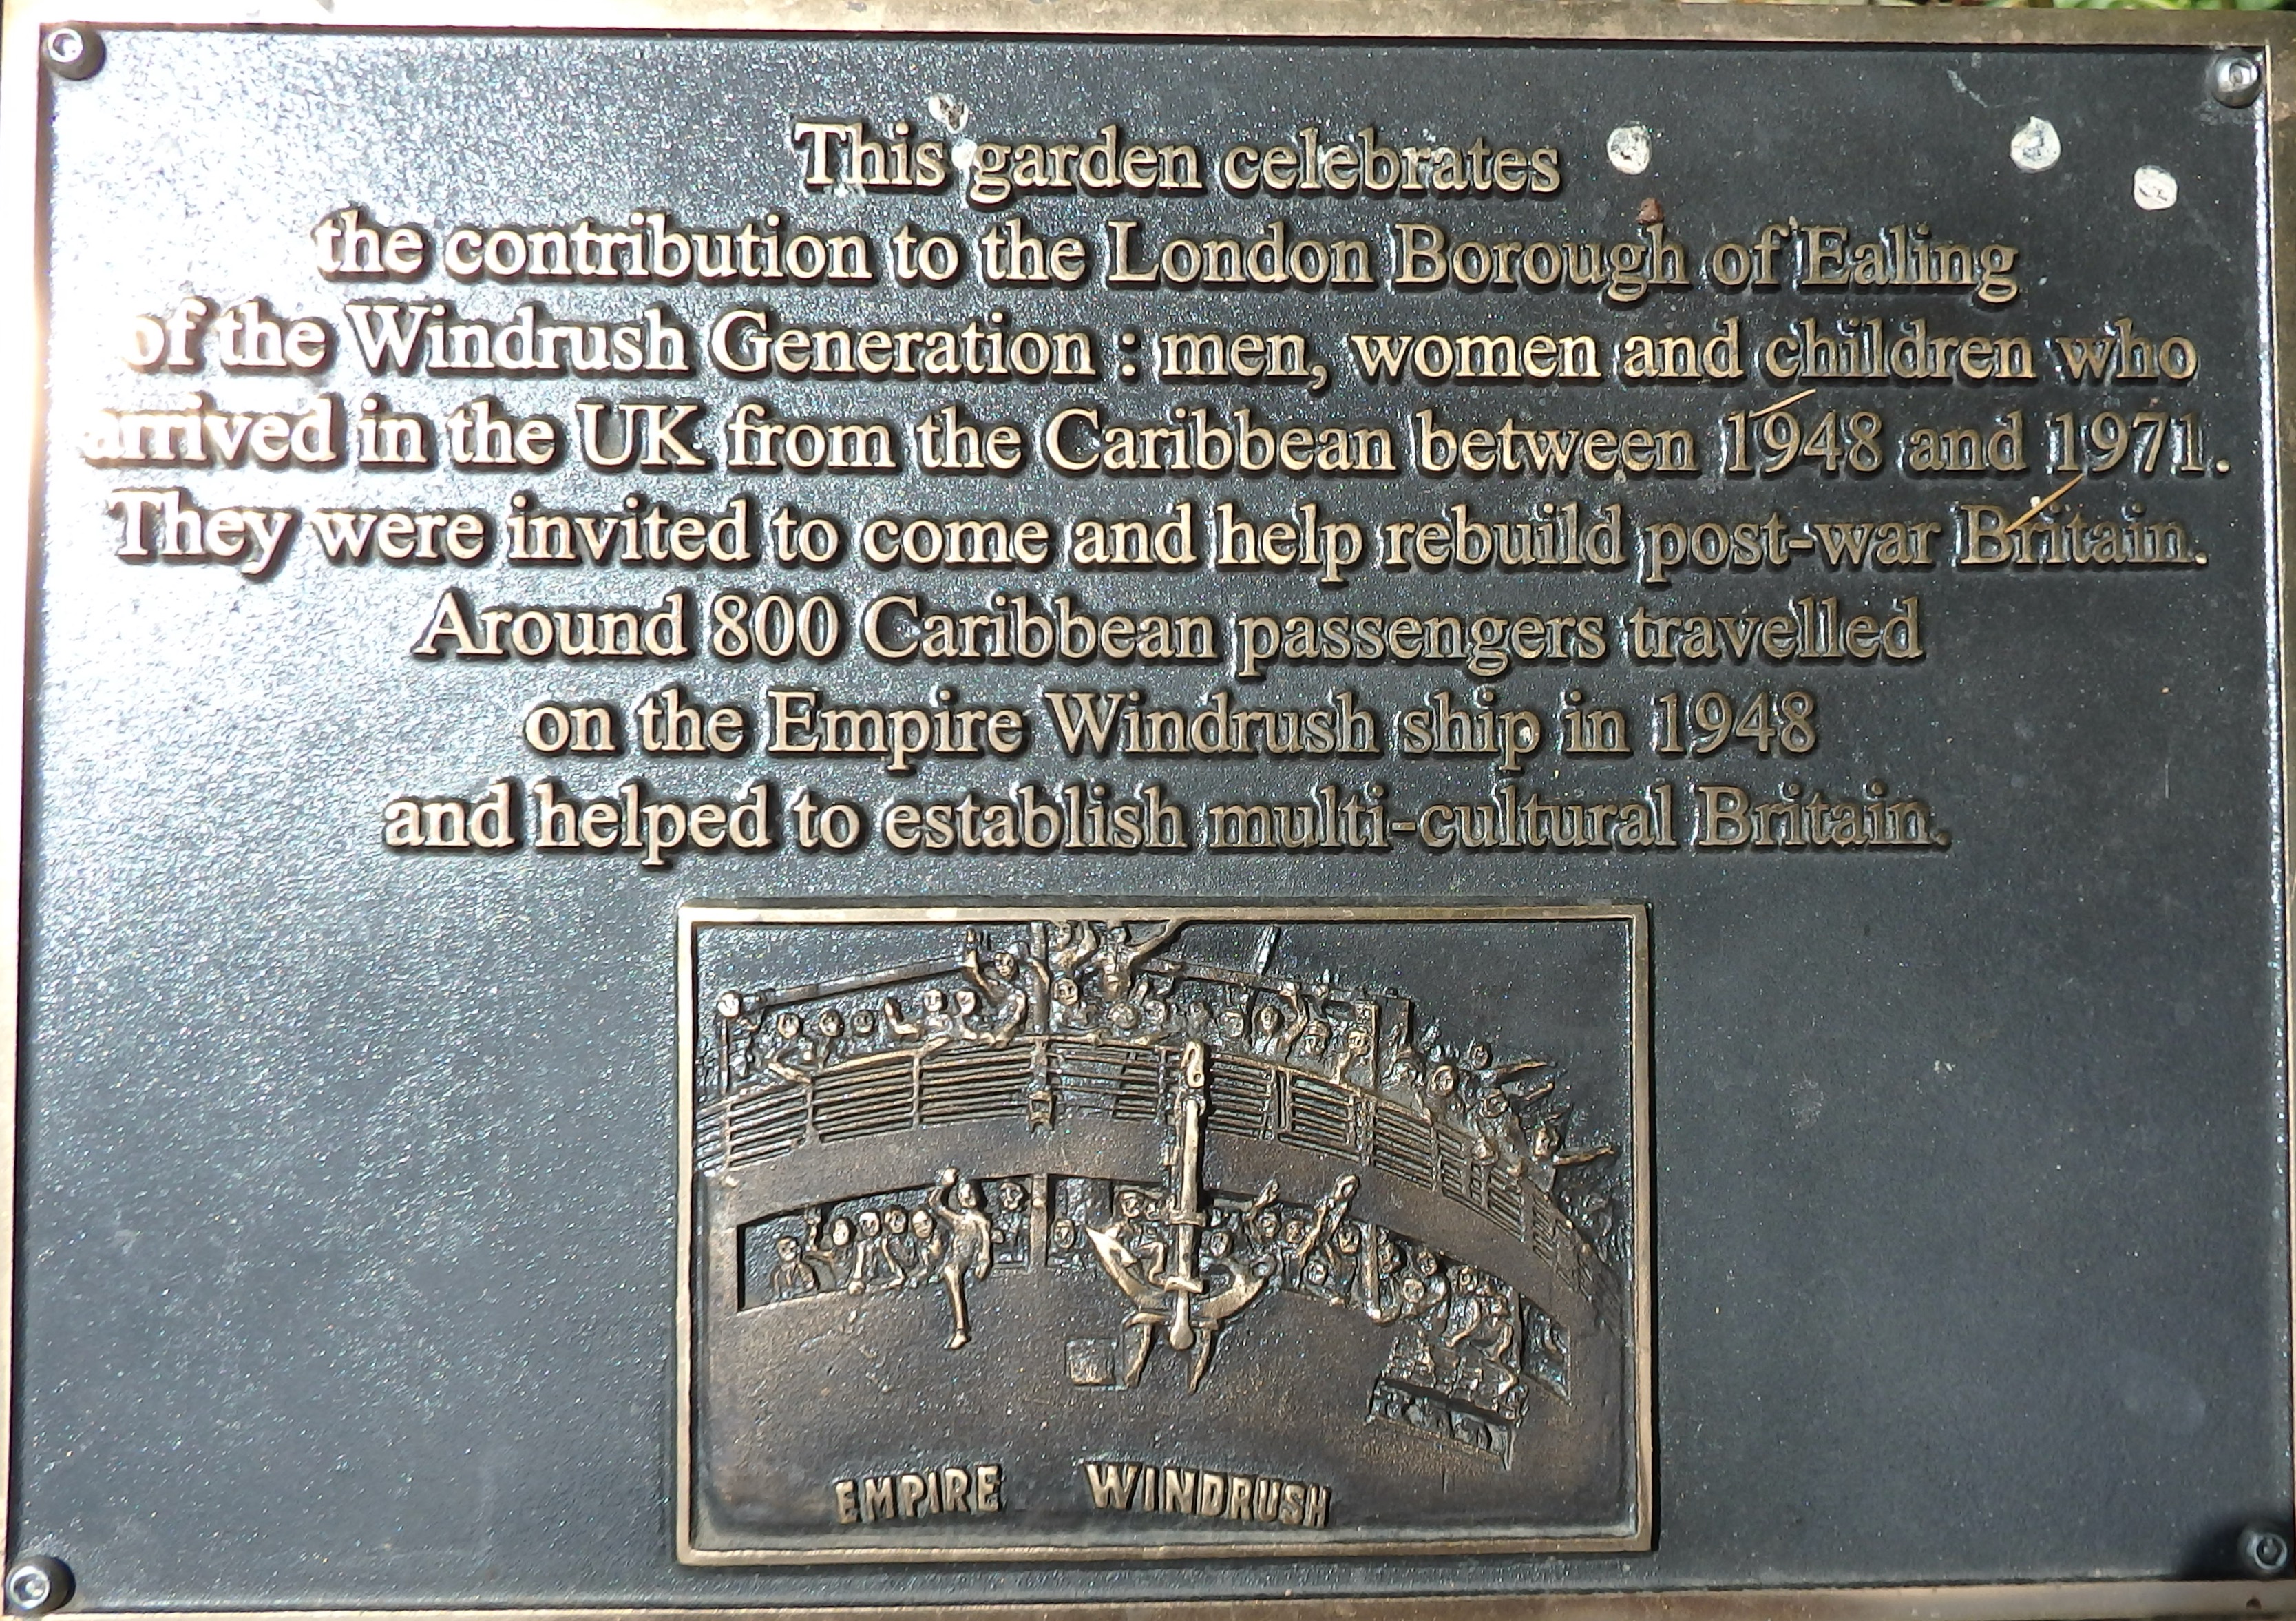 This garden celebrates
the contribution to the London Borough of Ealing
of the Windrush Generation : men, women and children who
arrived in the UK from the Caribbean between 1948 and 1971.
They were invited to come and help rebuild post-war Britain.
Around 800 Caribbean passengers travelled
on the Empire Windrush ship in 1948
and helped to establish multi-cultural Britain.
EMPIRE WINDRUSH